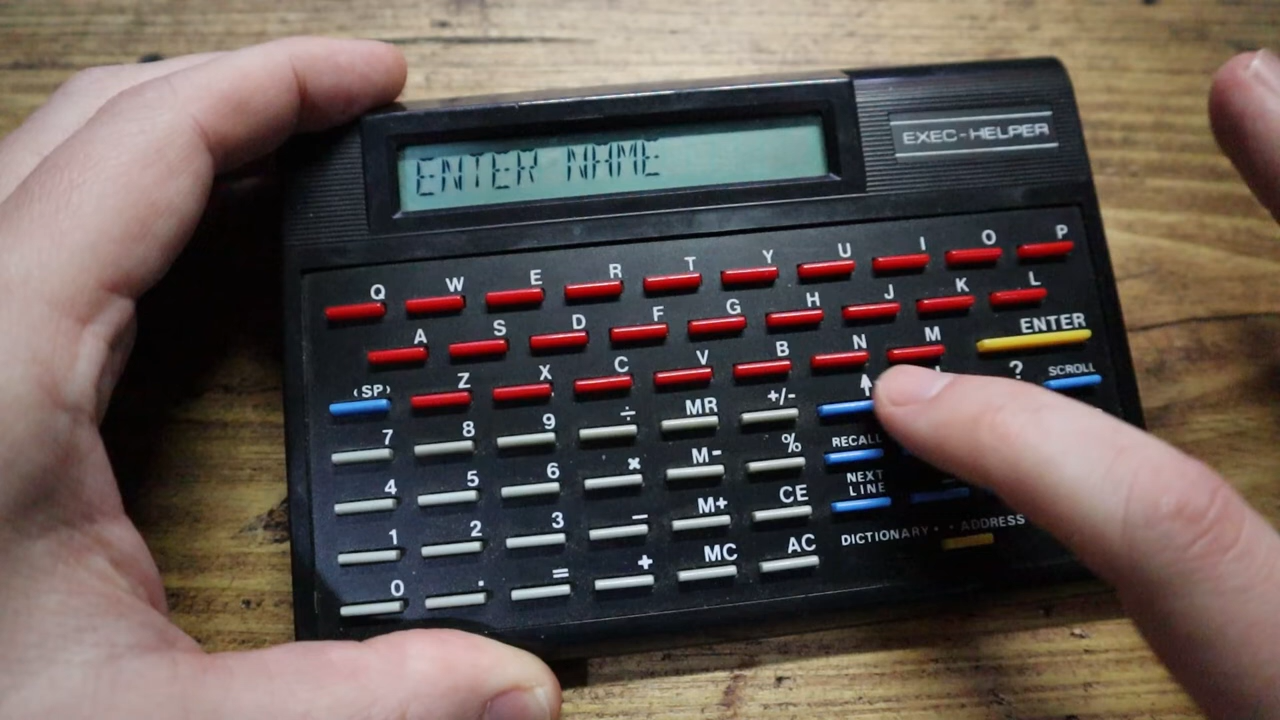 ENTER NAME
EXEC-HELPER
Q W E R T Y U I O P
A S D F G H J K L
ENTER
(SP) Z X C V B N M
? SCROLL
7 8 9 ÷ MR +/- ↑
RECALL
4 5 6 × M- %
NEXT
LINE
1 2 3 - M+ CE
DICTIONARY • • ADDRESS
0 . = + MC AC